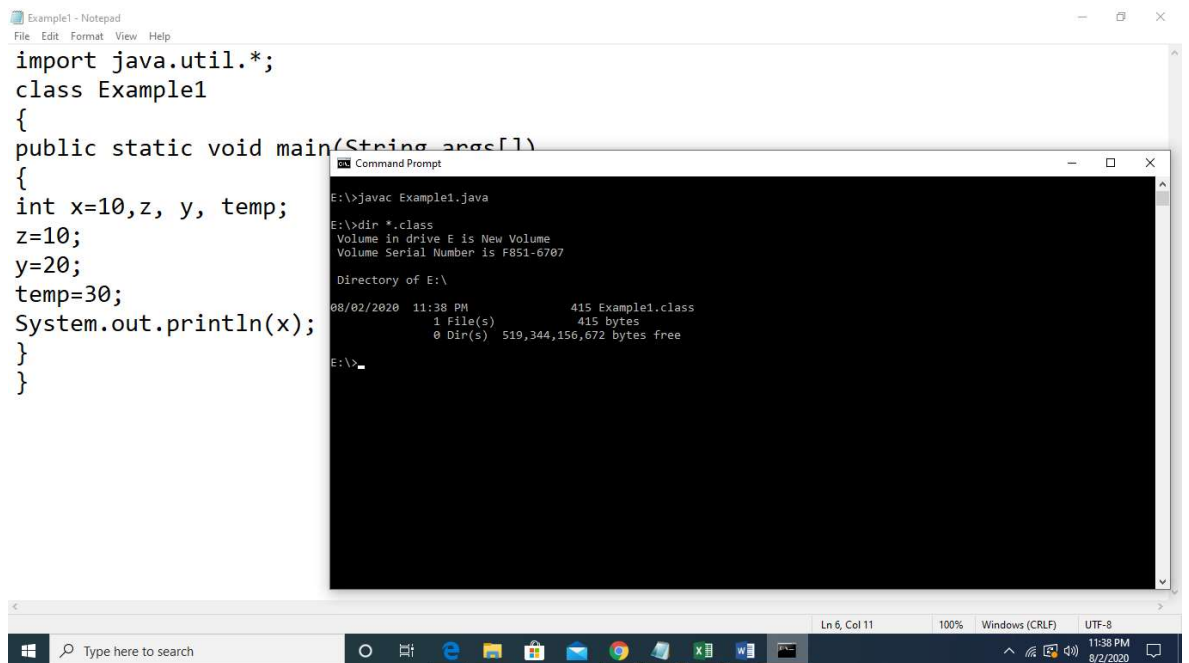 Example1 - Notepad
File Edit Format View Help
import java.util.*;
class Example1
{
public static void main(String args[])
{
int x=10,z, y, temp;
z=10;
y=20;
temp=30;
System.out.println(x);
}
}
Command Prompt
E:\>javac Example1.java
E:\>dir *.class
Volume in drive E is New Volume
Volume Serial Number is F851-6707
Directory of E:\
08/02/2020 11:38 PM 415 Example1.class
1 File(s) 415 bytes
0 Dir(s) 519,344,156,672 bytes free
E:\>
Ln 6, Col 11 100% Windows (CRLF) UTF-8
Type here to search
11:38 PM
8/2/2020